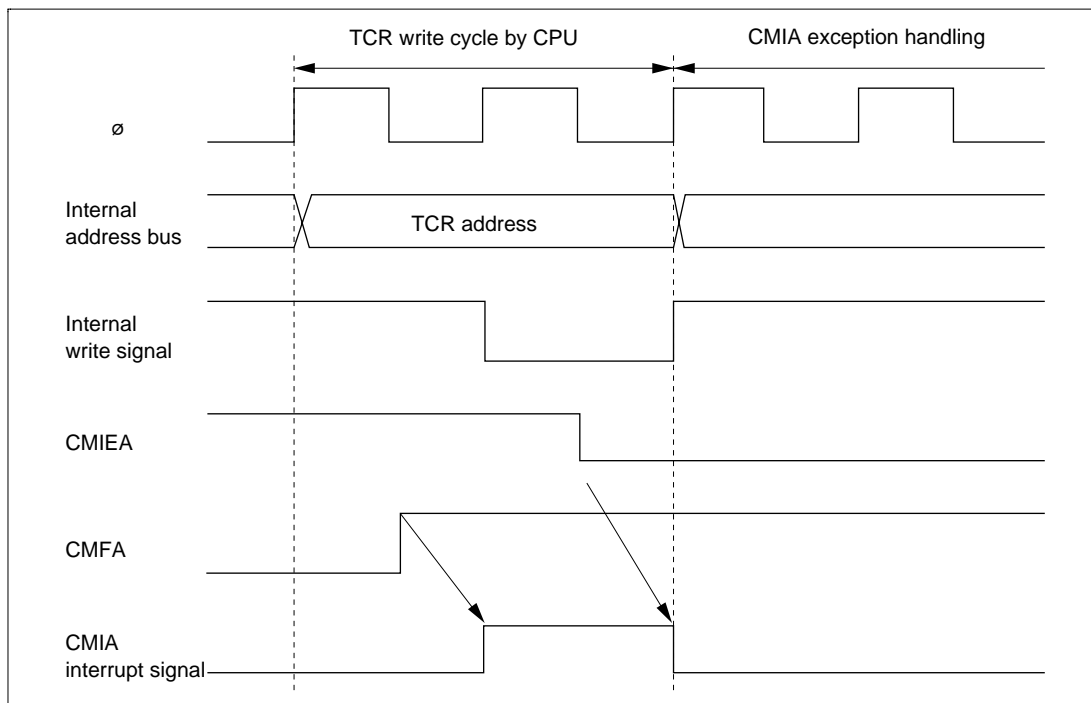 TCR write cycle by CPU
CMIA exception handling
ø
Internal
address bus
TCR address
Internal
write signal
CMIEA
CMFA
CMIA
interrupt signal